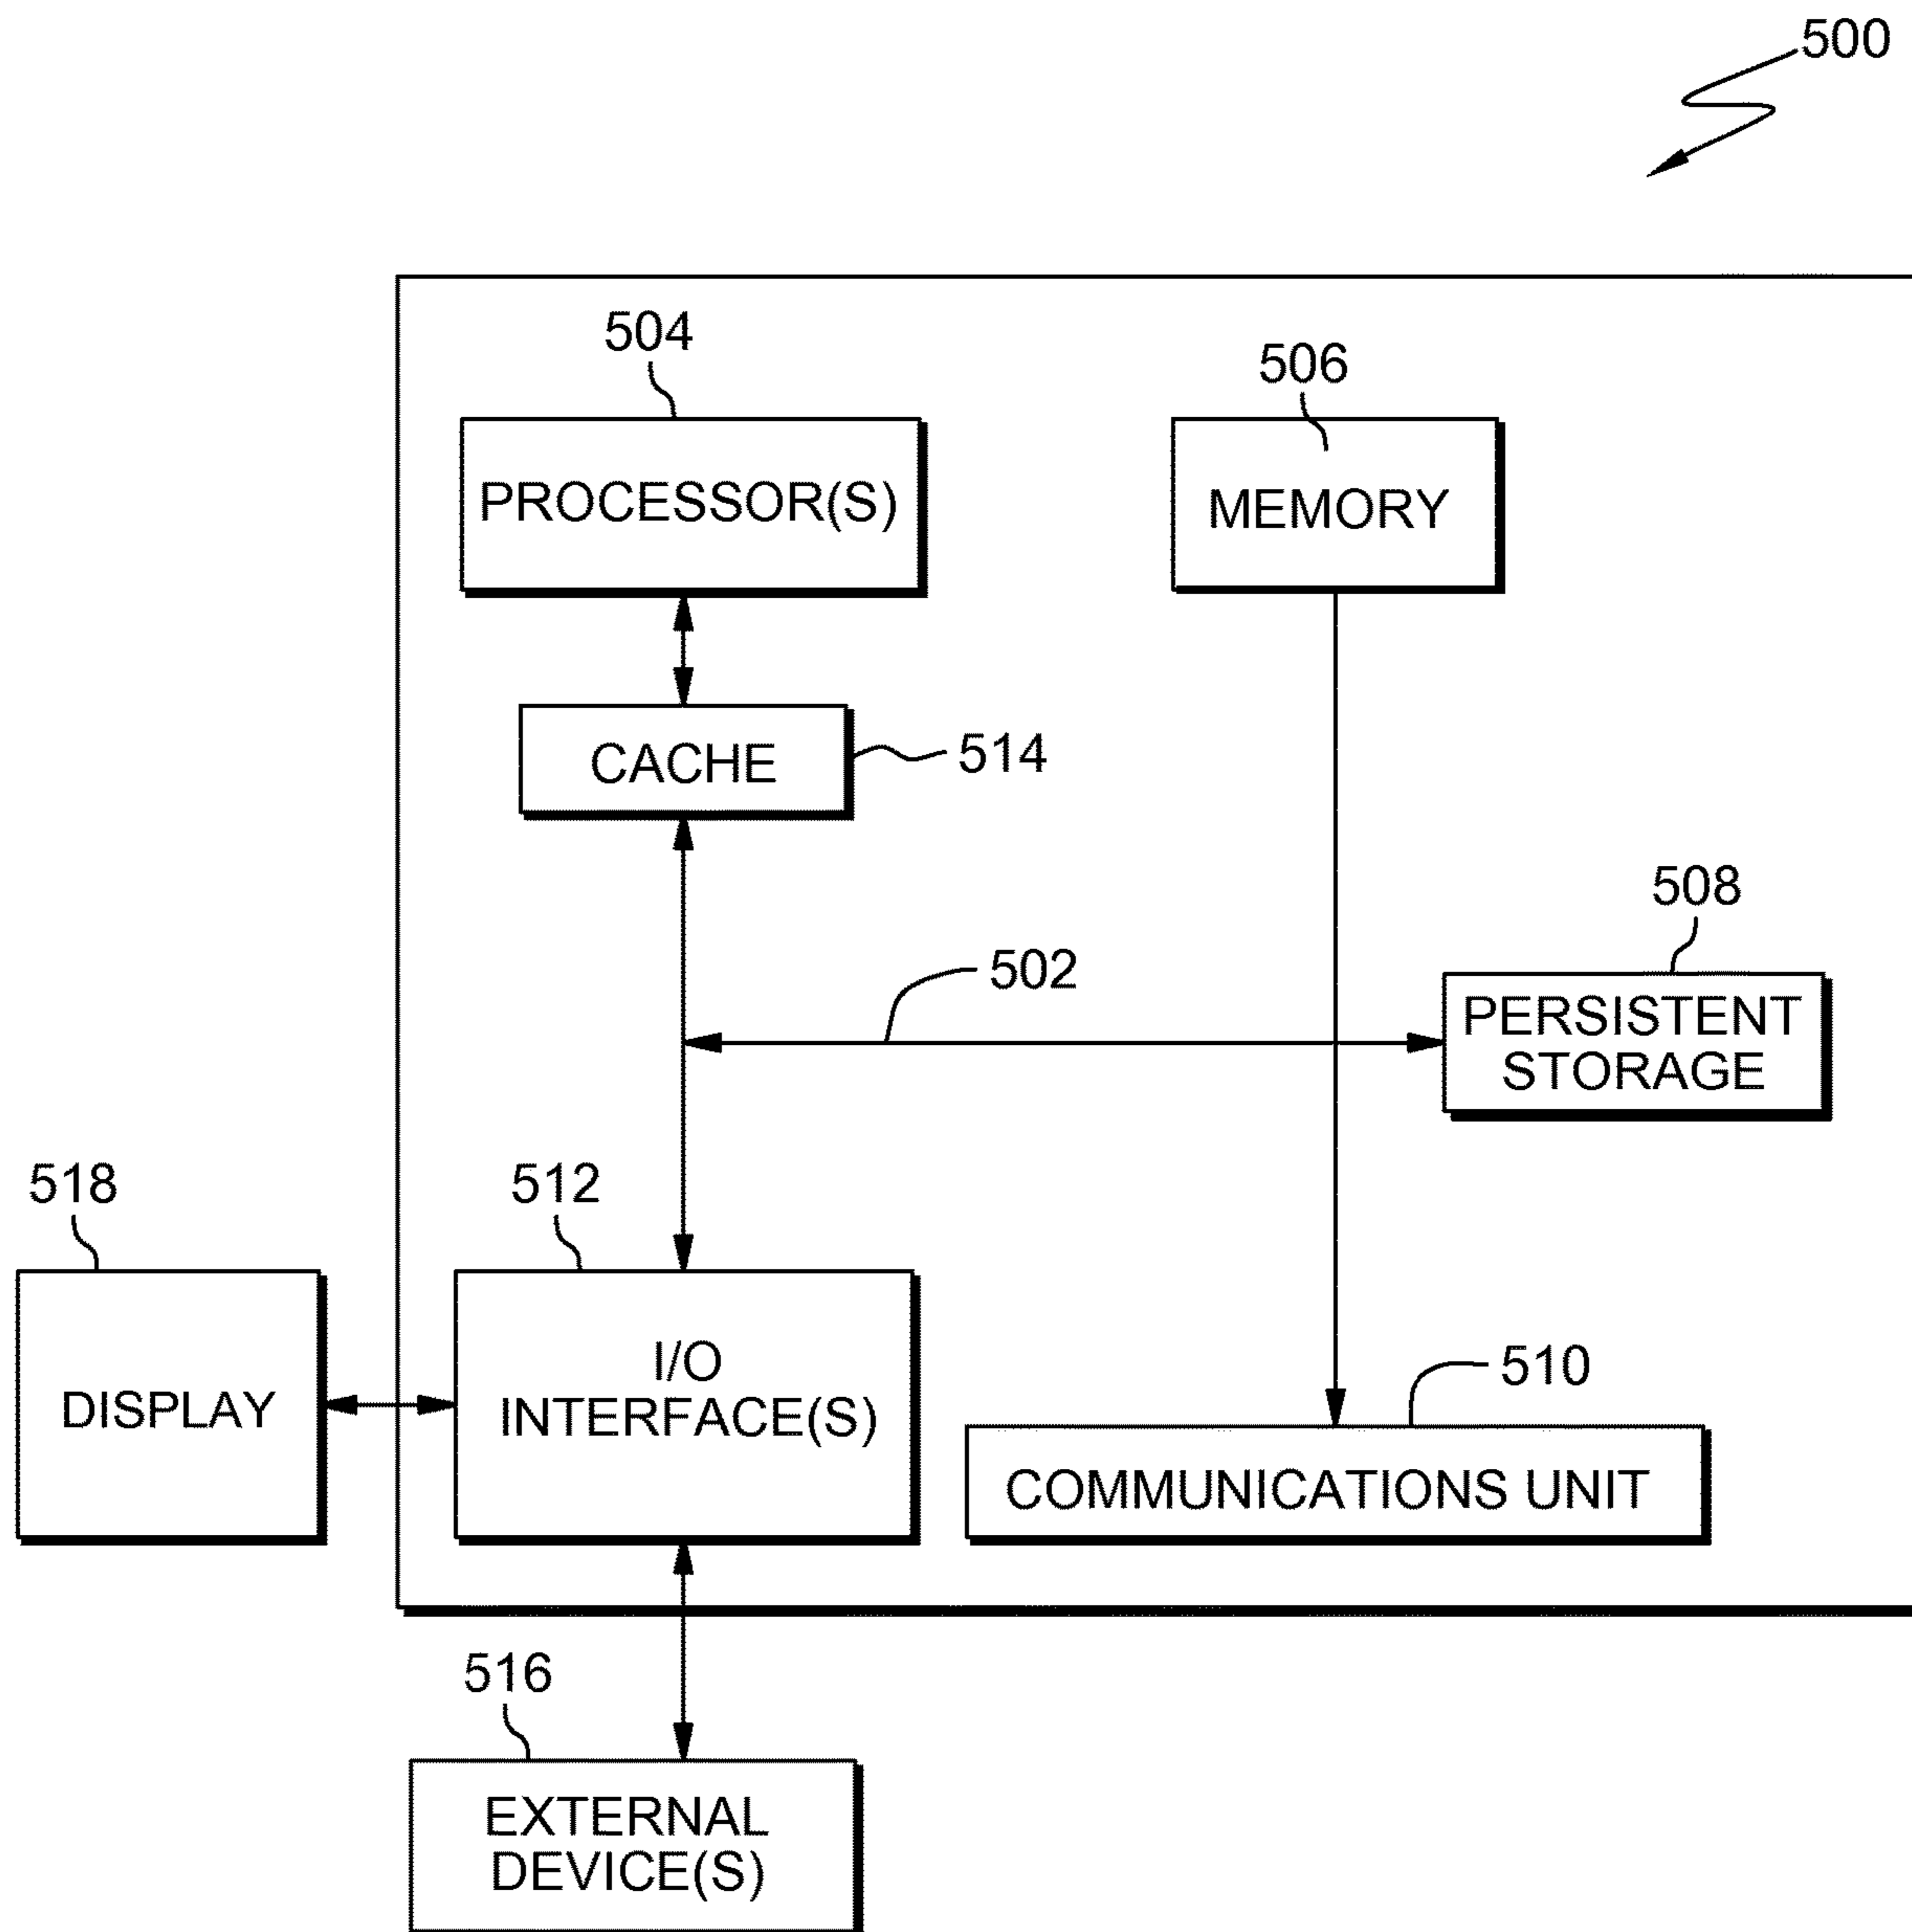 500
504
506
PROCESSOR(S)
MEMORY
CACHE
514
508
502
PERSISTENT
STORAGE
518
512
I/O
INTERFACE(S)
DISPLAY
510
COMMUNICATIONS UNIT
516
EXTERNAL
DEVICE(S)